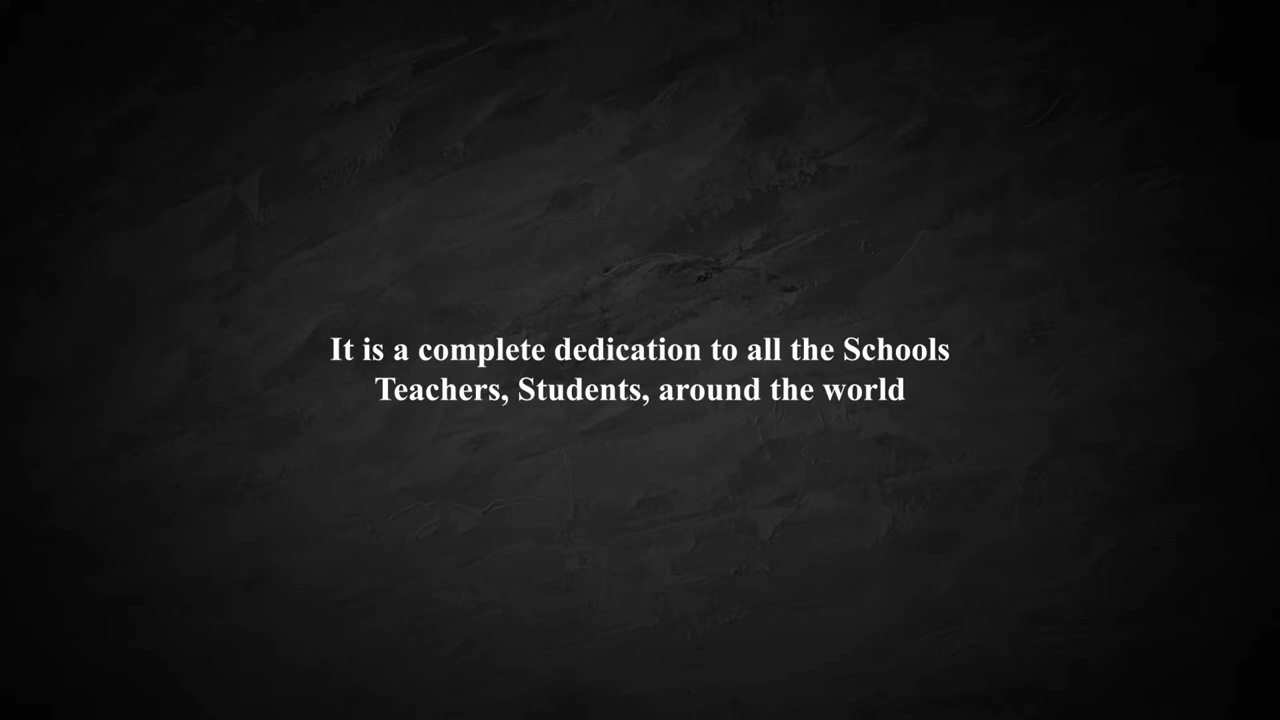 It is a complete dedication to all the Schools
Teachers, Students, around the world